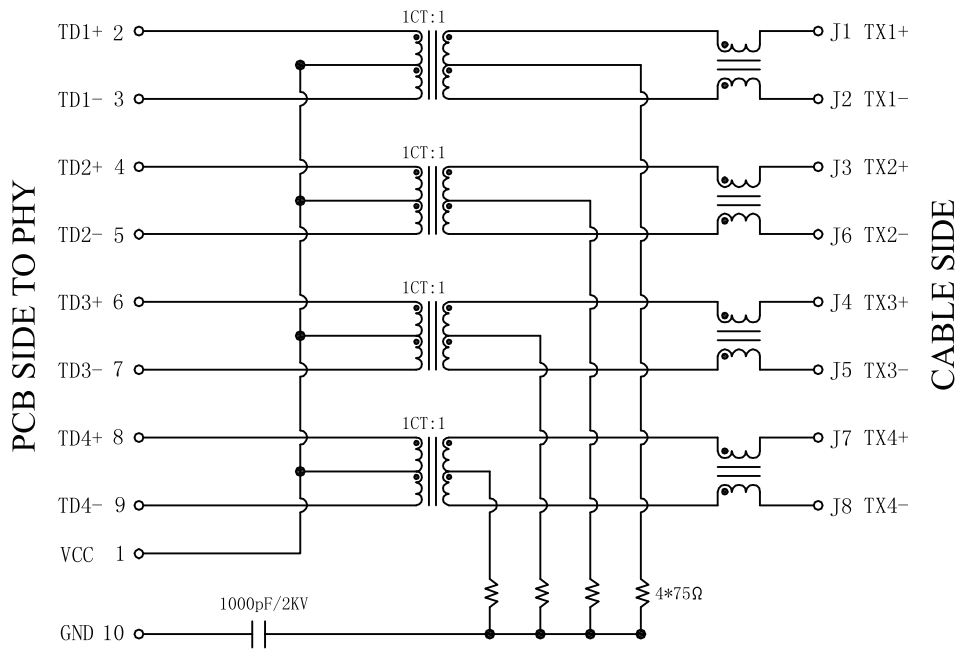 1CT:1
TD1+ 2
J1 TX1+
TD1- 3
J2 TX1-
1CT:1
TD2+ 4
J3 TX2+
TD2- 5
J6 TX2-
PCB SIDE TO PHY
CABLE SIDE
1CT:1
TD3+ 6
J4 TX3+
TD3- 7
J5 TX3-
1CT:1
TD4+ 8
J7 TX4+
TD4- 9
J8 TX4-
VCC 1
1000pF/2KV
4*75Ω
GND 10